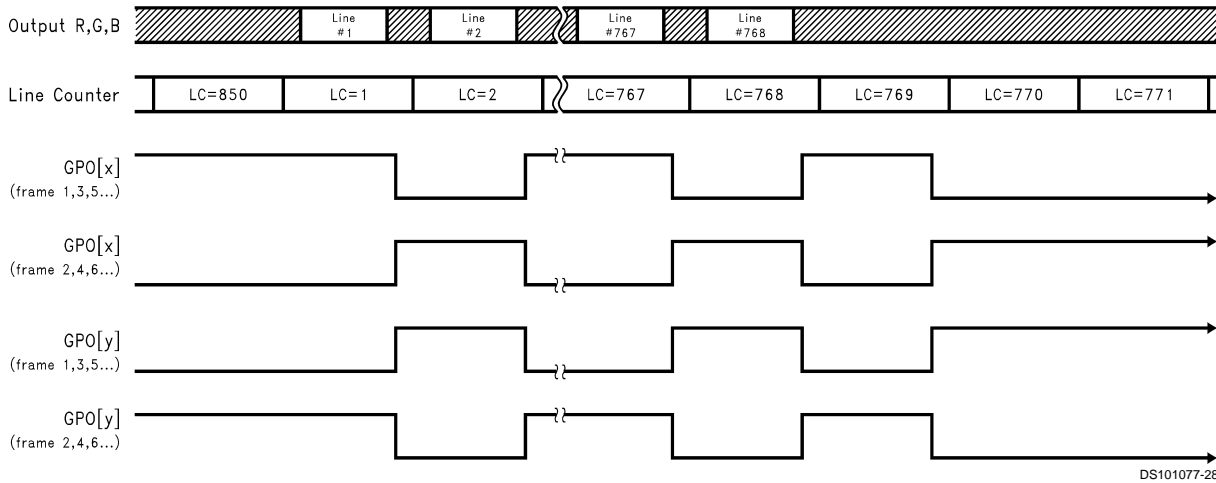 Output R,G,B
Line #1
Line #2
Line #767
Line #768
Line Counter
LC=850
LC=1
LC=2
LC=767
LC=768
LC=769
LC=770
LC=771
GPO[x]
(frame 1,3,5...)
GPO[x]
(frame 2,4,6...)
GPO[y]
(frame 1,3,5...)
GPO[y]
(frame 2,4,6...)
DS101077-28